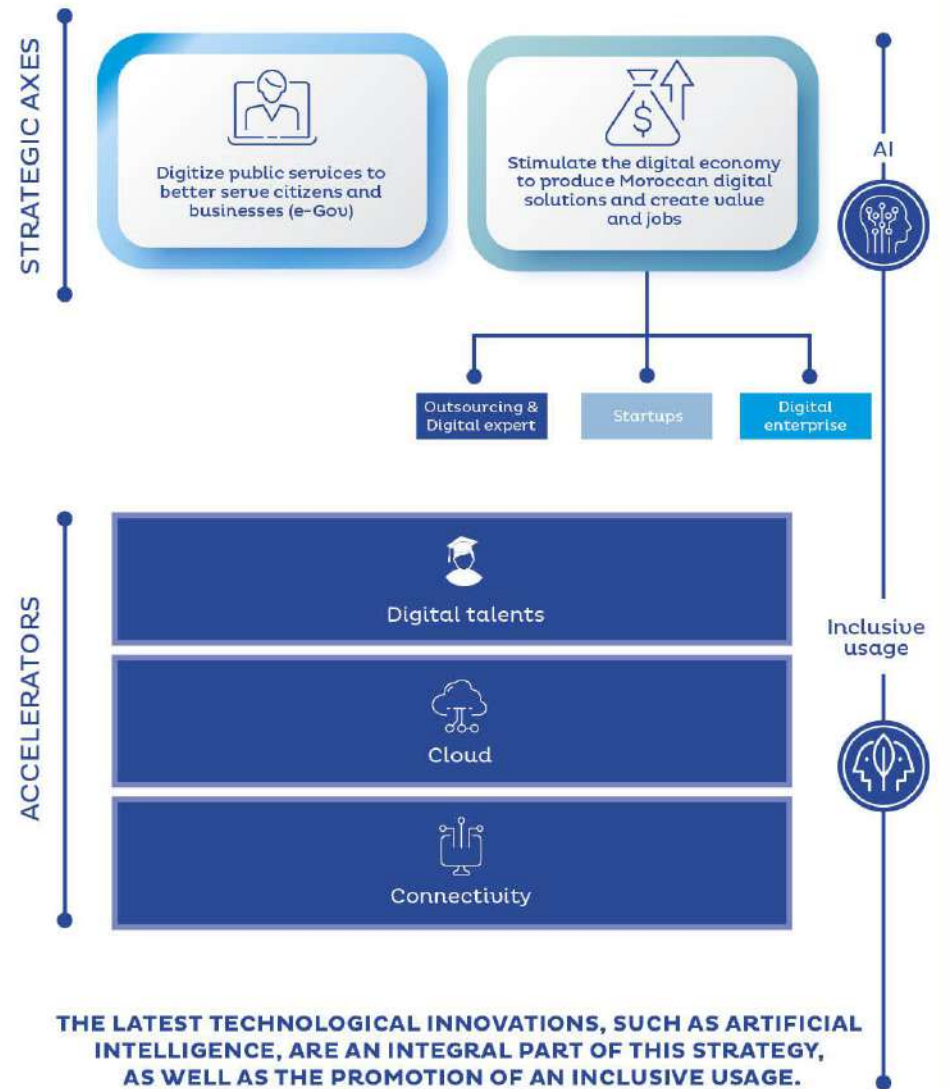 STRATEGIC AXES
Digitize public services to
better serve citizens and
businesses (e-Gov)
$
Stimulate the digital economy
to produce Moroccan digital
solutions and create value
and jobs
AI
Outsourcing &
Digital expert
Startups
Digital
enterprise
ACCELERATORS
Digital talents
Cloud
Connectivity
Inclusive
usage
THE LATEST TECHNOLOGICAL INNOVATIONS, SUCH AS ARTIFICIAL
INTELLIGENCE, ARE AN INTEGRAL PART OF THIS STRATEGY,
AS WELL AS THE PROMOTION OF AN INCLUSIVE USAGE.